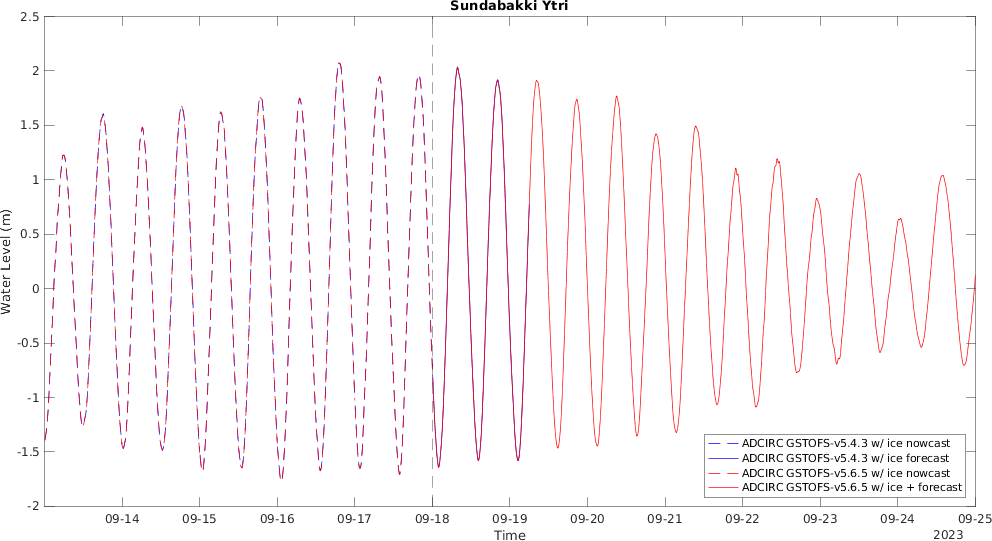 Sundabakki Ytri
2.5
2
1.5
1
0.5
0
-0.5
-1
-1.5
-2
Water Level (m)
ADCIRC GSTOFS-v5.4.3 w/ ice nowcast
ADCIRC GSTOFS-v5.4.3 w/ ice forecast
ADCIRC GSTOFS-v5.6.5 w/ ice nowcast
ADCIRC GSTOFS-v5.6.5 w/ ice + forecast
09-14 09-15 09-16 09-17 09-18 09-19 09-20 09-21 09-22 09-23 09-24 09-25
Time
2023